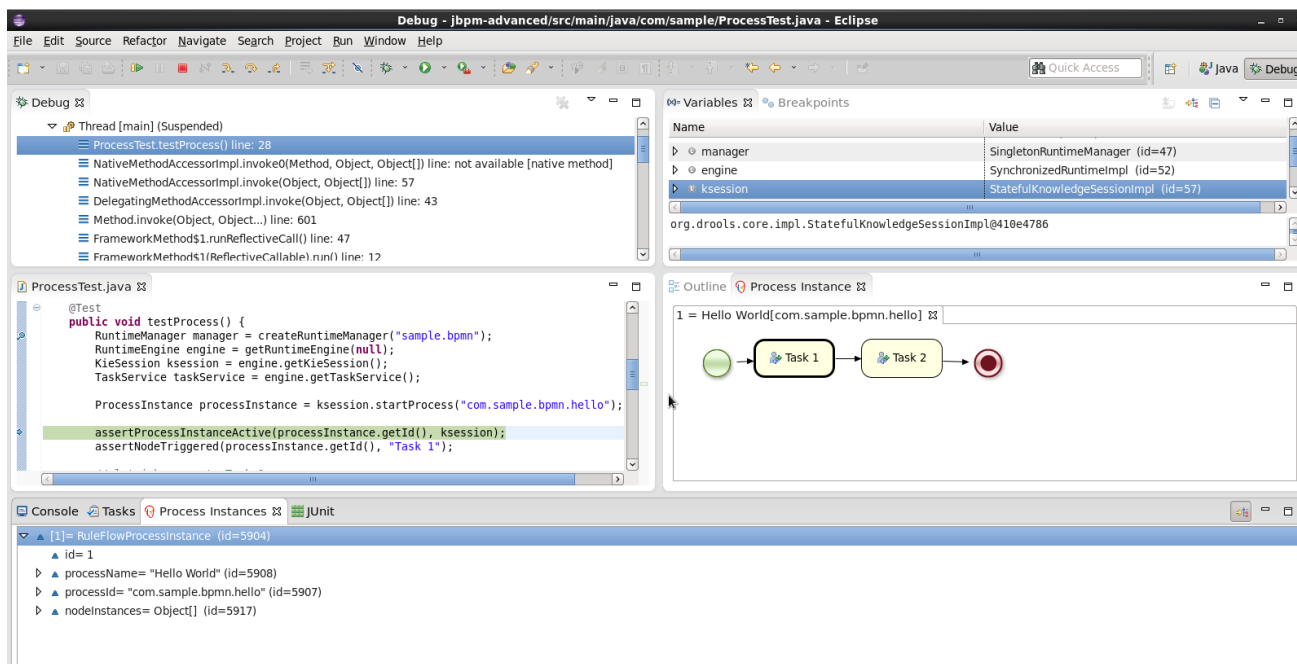 Debug - jbpm-advanced/src/main/java/com/sample/ProcessTest.java - Eclipse
File Edit Source Refactor Navigate Search Project Run Window Help
Quick Access Java Debug
Debug
Thread [main] (Suspended)
ProcessTest.testProcess() line: 28
NativeMethodAccessorImpl.invoke0(Method, Object, Object[]) line: not available [native method]
NativeMethodAccessorImpl.invoke(Object, Object[]) line: 57
DelegatingMethodAccessorImpl.invoke(Object, Object[]) line: 43
Method.invoke(Object, Object...) line: 601
FrameworkMethod$1.runReflectiveCall() line: 47
FrameworkMethod$1(ReflectiveCallable).run() line: 12
Variables Breakpoints
Name Value
manager SingletonRuntimeManager (id=47)
engine SynchronizedRuntimeImpl (id=52)
ksession StatefulKnowledgeSessionImpl (id=57)
org.drools.core.impl.StatefulKnowledgeSessionImpl@410e4786
ProcessTest.java
@Test
public void testProcess() {
RuntimeManager manager = createRuntimeManager("sample.bpmn");
RuntimeEngine engine = getRuntimeEngine(null);
KieSession ksession = engine.getKieSession();
TaskService taskService = engine.getTaskService();
ProcessInstance processInstance = ksession.startProcess("com.sample.bpmn.hello");
assertProcessInstanceActive(processInstance.getId(), ksession);
assertNodeTriggered(processInstance.getId(), "Task 1");
Outline Process Instance
1 = Hello World[com.sample.bpmn.hello]
Task 1 Task 2
Console Tasks Process Instances JUnit
[1]= RuleFlowProcessInstance (id=5904)
id= 1
processName= "Hello World" (id=5908)
processId= "com.sample.bpmn.hello" (id=5907)
nodeInstances= Object[] (id=5917)